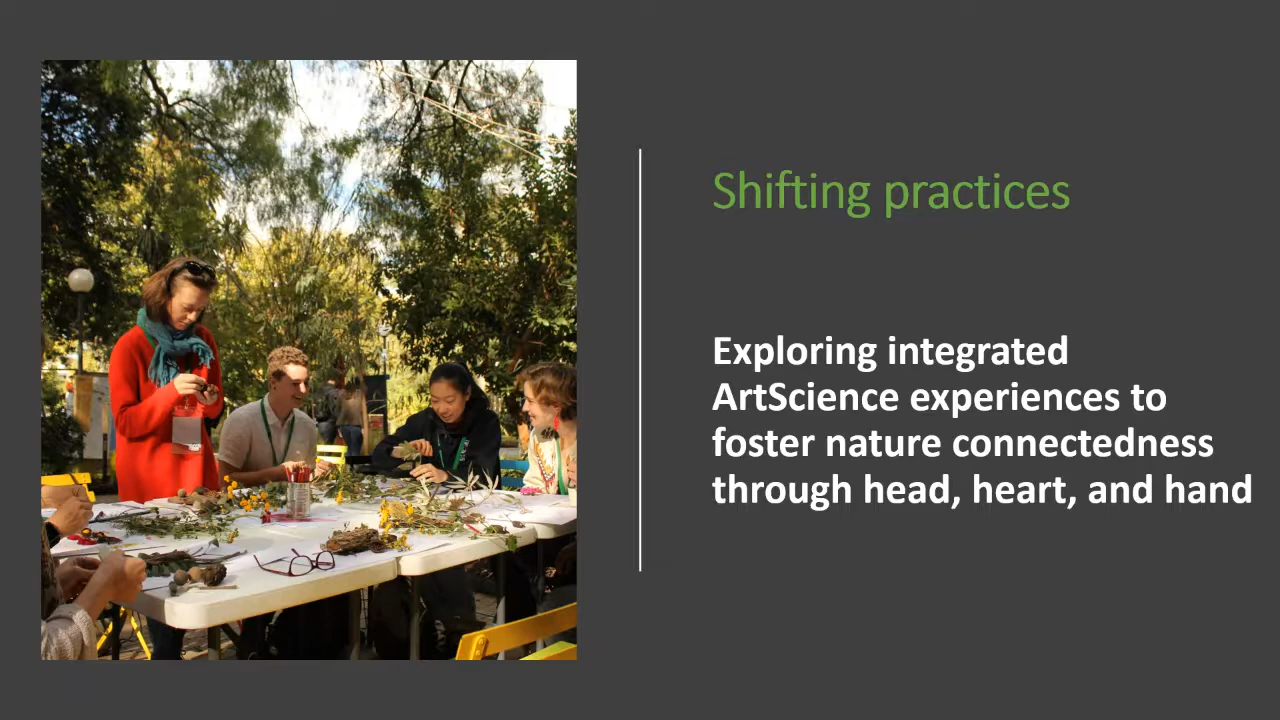 Shifting practices
Exploring integrated
ArtScience experiences to
foster nature connectedness
through head, heart, and hand